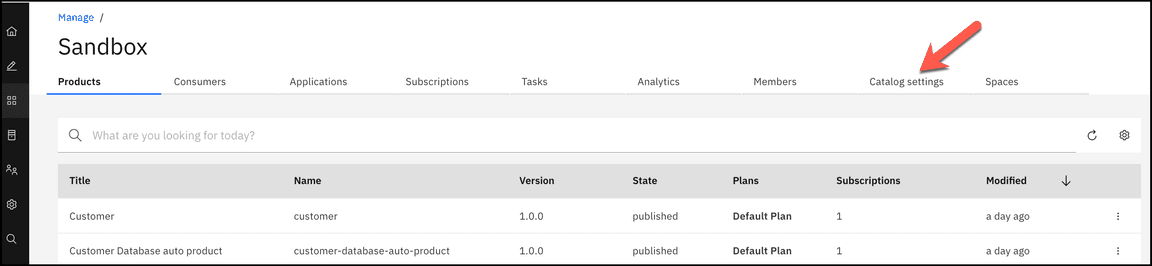 Manage /
Sandbox
Products Consumers Applications Subscriptions Tasks Analytics Members Catalog settings Spaces
What are you looking for today?
Title Name Version State Plans Subscriptions Modified
Customer customer 1.0.0 published Default Plan 1 a day ago
Customer Database auto product customer-database-auto-product 1.0.0 published Default Plan 1 a day ago